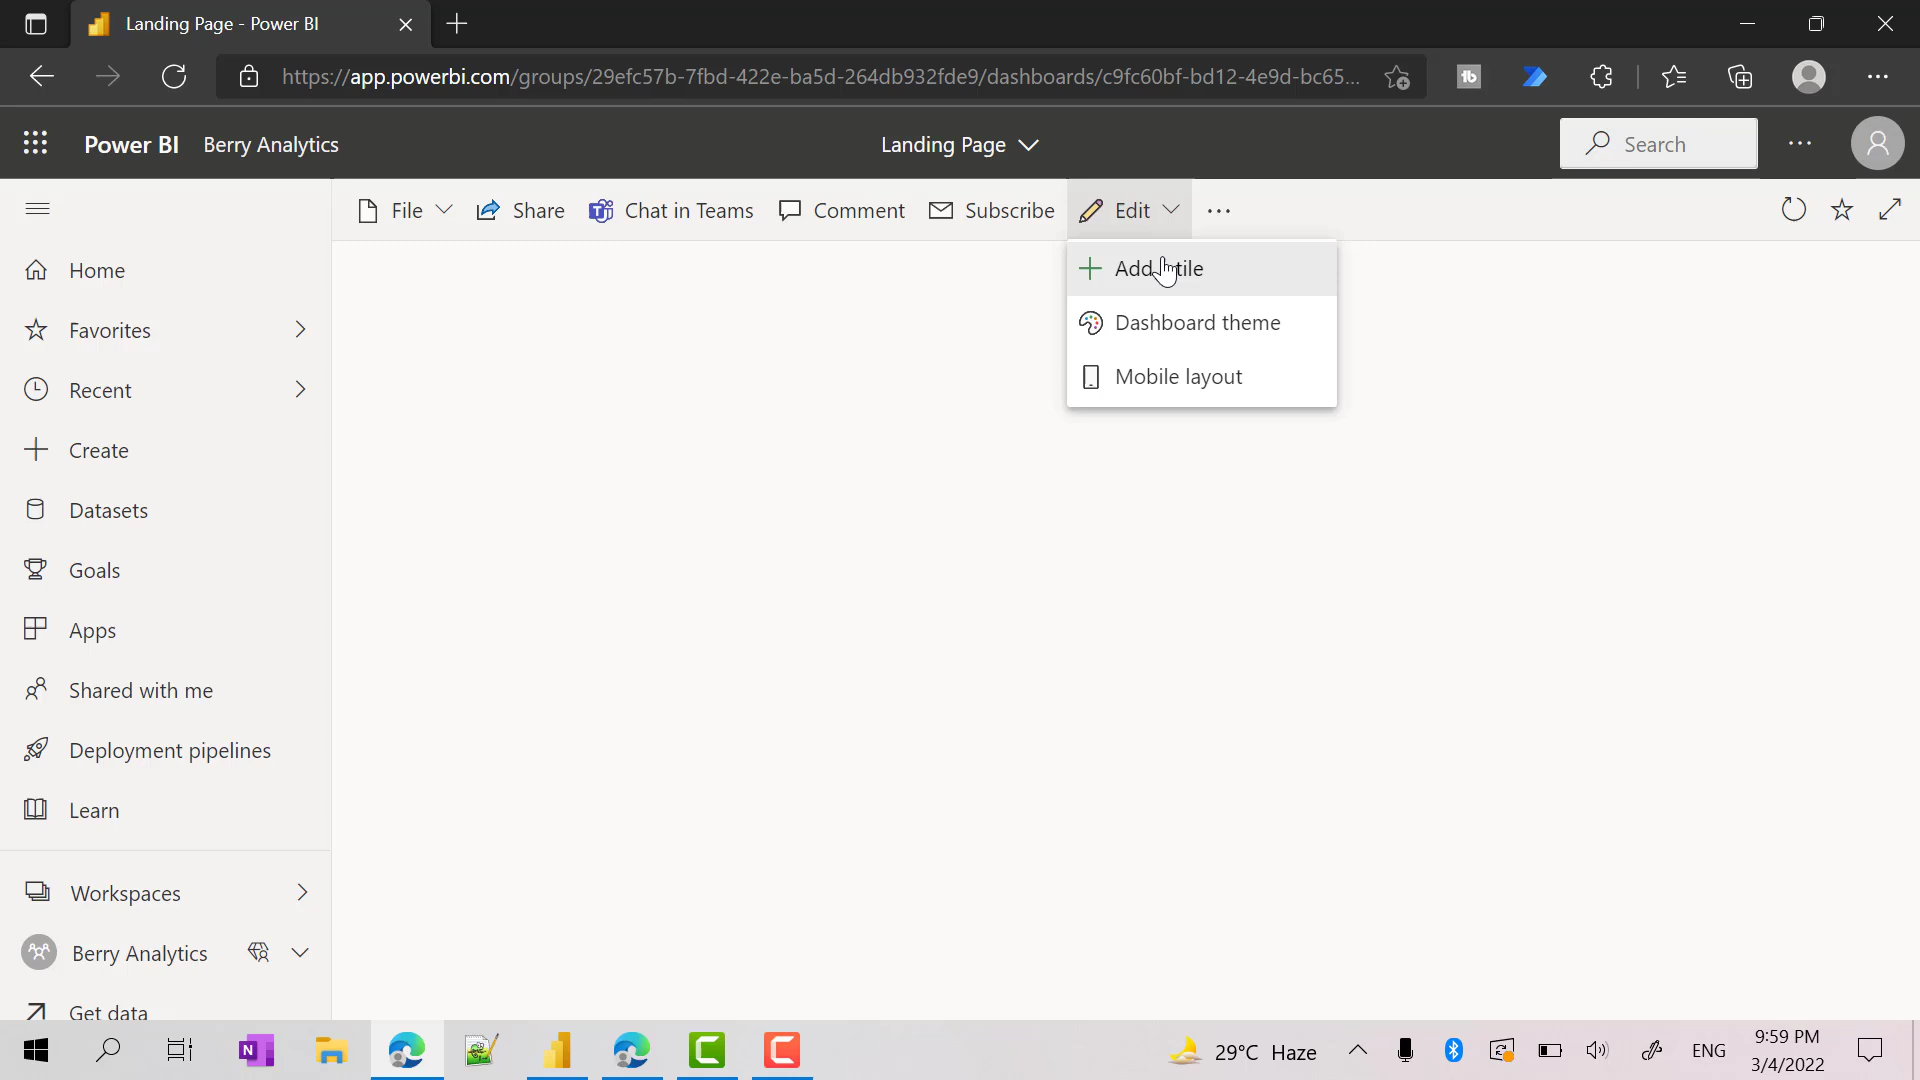 Landing Page - Power BI
https://app.powerbi.com/groups/29efc57b-7fbd-422e-ba5d-264db932fde9/dashboards/c9fc60bf-bd12-4e9d-bc65...
Power BI Berry Analytics Landing Page Search
File Share Chat in Teams Comment Subscribe Edit
Add tile
Dashboard theme
Mobile layout
Home
Favorites
Recent
Create
Datasets
Goals
Apps
Shared with me
Deployment pipelines
Learn
Workspaces
Berry Analytics
Get data
29°C Haze ENG 9:59 PM
3/4/2022